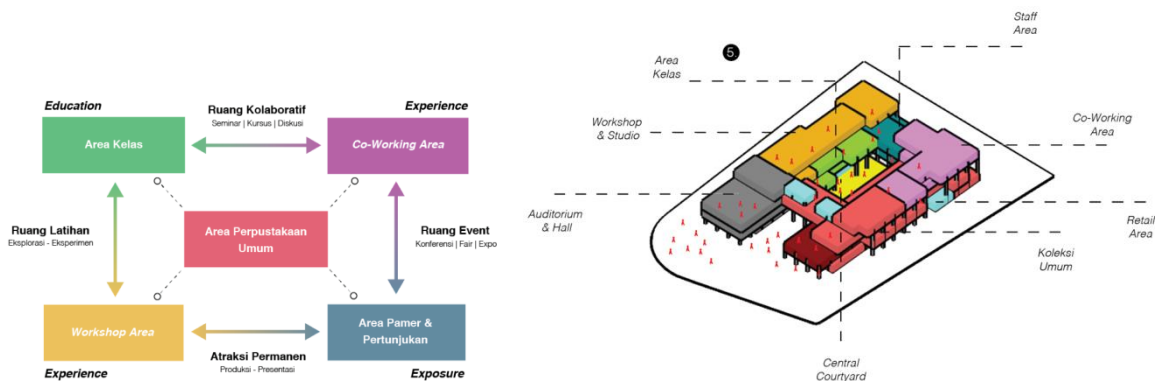 Education
Ruang Kolaboratif
Seminar | Kursus | Diskusi
Experience
Area Kelas
Co-Working Area
Ruang Latihan
Eksplorasi - Eksperimen
Area Perpustakaan
Umum
Ruang Event
Konferensi | Fair | Expo
Workshop Area
Area Pamer &
Pertunjukan
Atraksi Permanen
Produksi - Presentasi
Experience
Exposure
5.
Staff
Area
Area
Kelas
Workshop
& Studio
Co-Working
Area
Auditorium
& Hall
Retail
Area
Koleksi
Umum
Central
Courtyard